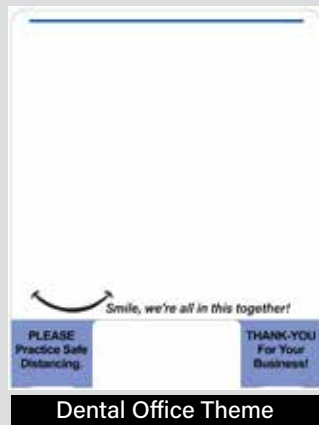 Smile, we're all in this together!
PLEASE
Practice Safe
Distancing.
THANK-YOU
For Your
Business!
Dental Office Theme